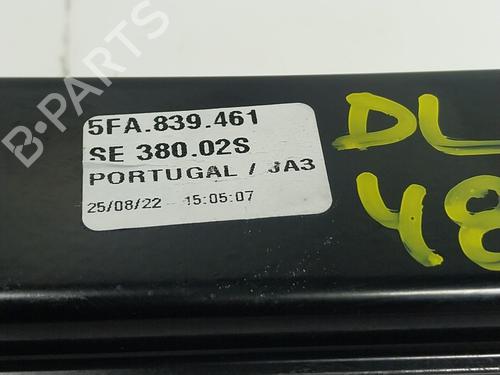 5FA.839.461
SE 380.02S
PORTUGAL / JA3
25/08/22 - 15:05:07
DL
48
B-PARTS